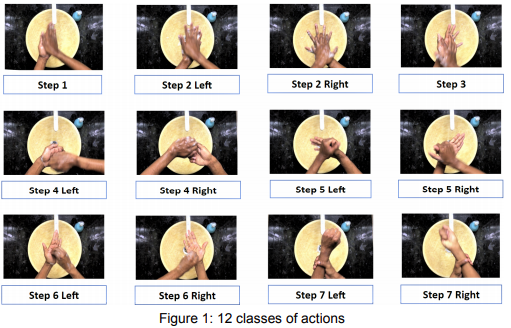 Step 1
Step 2 Left
Step 2 Right
Step 3
Step 4 Left
Step 4 Right
Step 5 Left
Step 5 Right
Step 6 Left
Step 6 Right
Step 7 Left
Step 7 Right
Figure 1: 12 classes of actions